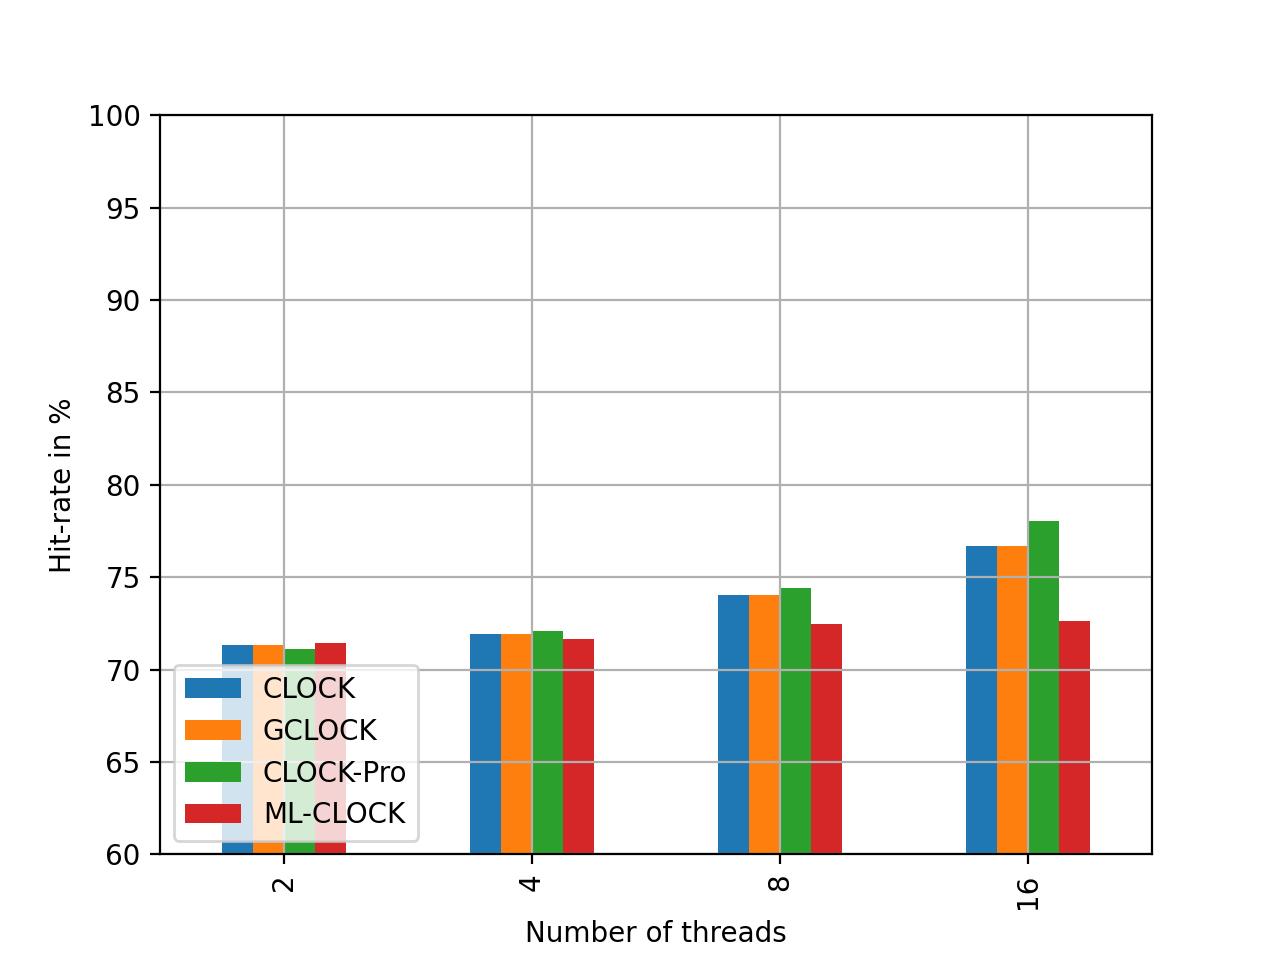 100
95
90
85
80
75
70
65
60
Hit-rate in %
CLOCK
GCLOCK
CLOCK-Pro
ML-CLOCK
2
4
8
16
Number of threads